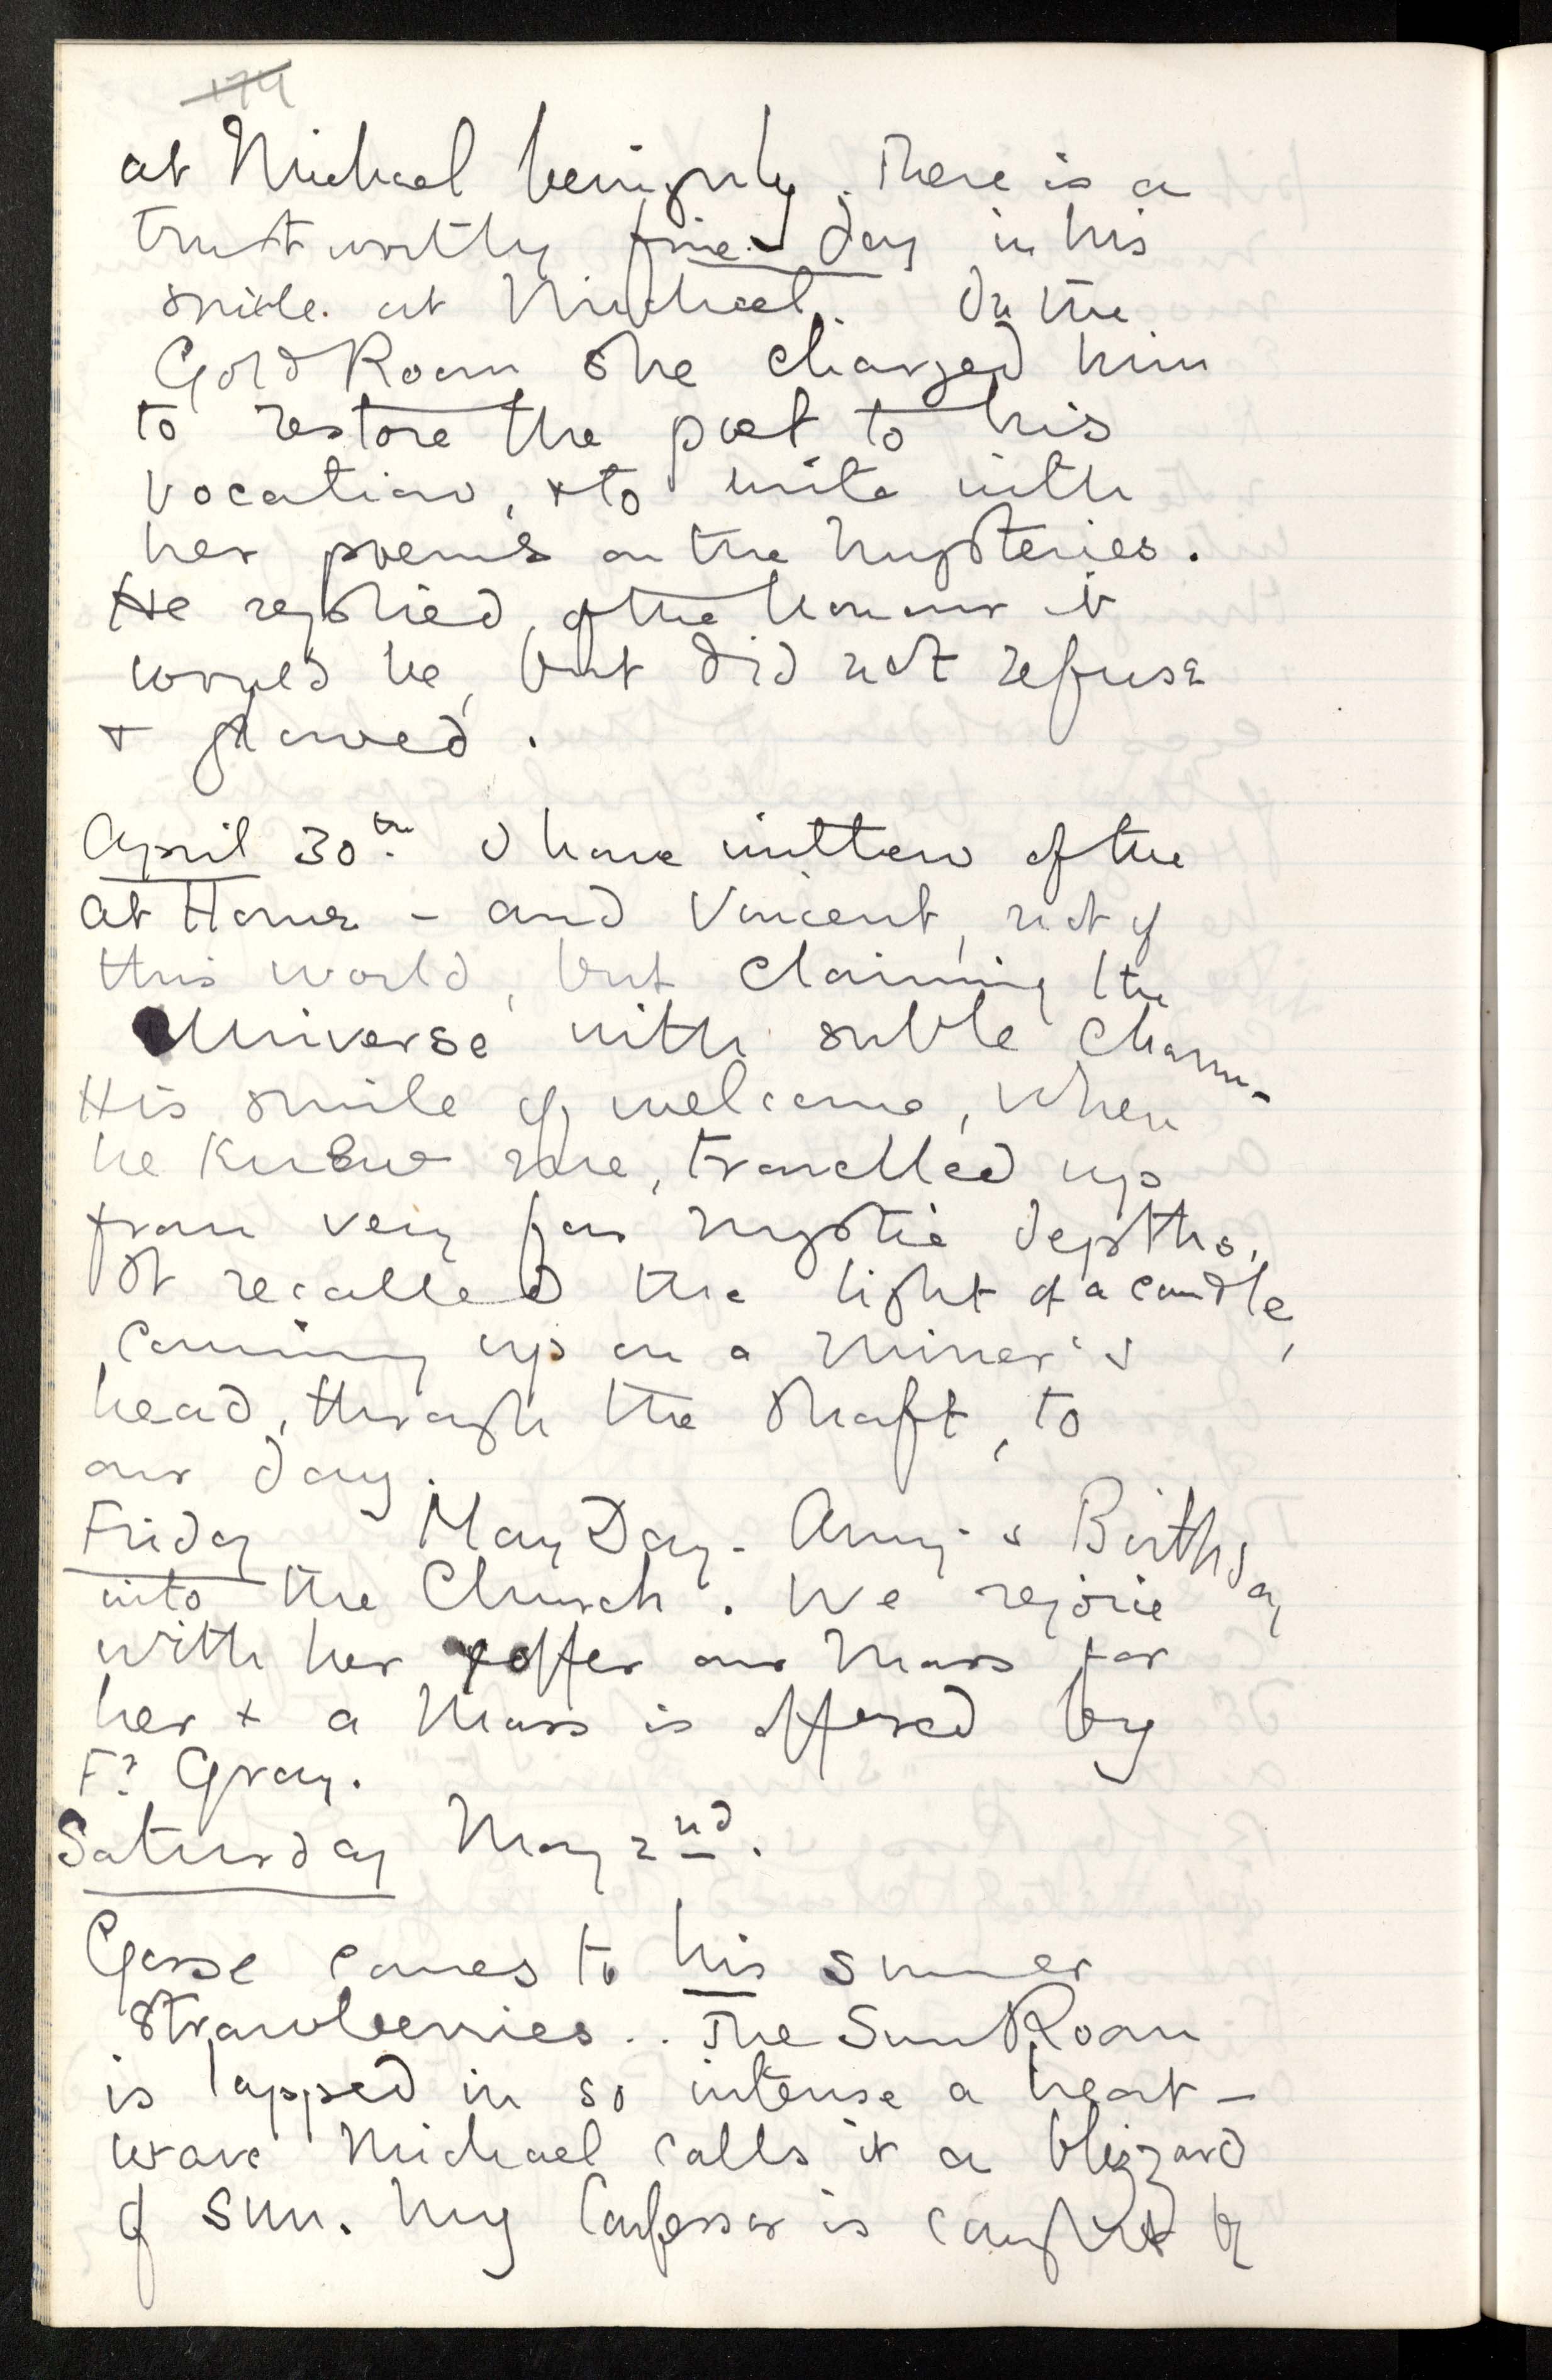 174
at Michael benignly. There is a
trustworthy fine day in his
smile at Michael. In the
Gold Room she charged him
to restore the poet to his
vocation, + to write with
her poems on the Mysteries.
He replied, of the honour it
would be, but did not refuse
+ glowed.
April 30th. I have written of the
At Home - and Vincent, not of
this world, but claiming the
Universe with subtle charm.
His smile of welcome, when
he knew me, travelled up
from very far mystic depths.
It recalled the light of a candle,
coming up on a miner's
head, through the shaft, to
our day.
Friday May Day. Amy's Birthday
into the Church. We rejoice
with her + offer our Mass for
her + a Mass is offered by
Fr Gray.
Saturday May 2nd.
Gosse comes to his summer
strawberries .. The Sun Room
is lapped in so intense a heat-
wave Michael calls it a blizzard
of sun. My Confessor is caught by